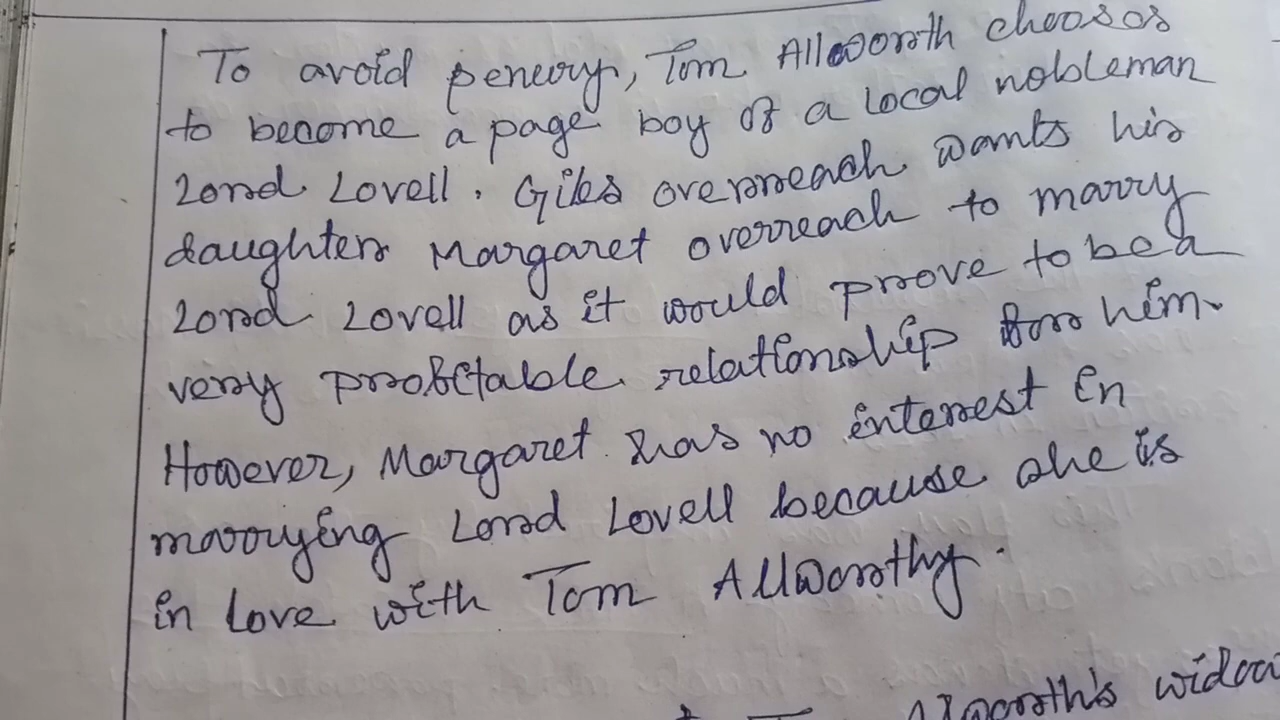 To avoid penury, Tom Allworth chooses
to become a page boy of a local nobleman
Lord Lovell. Giles overreach wants his
daughter Margaret overreach to marry
Lord Lovell as it would prove to be a
very profitable relationship for him.
However, Margaret has no interest in
marrying Lord Lovell because she is
in love with Tom Allworthy.
Allworth's